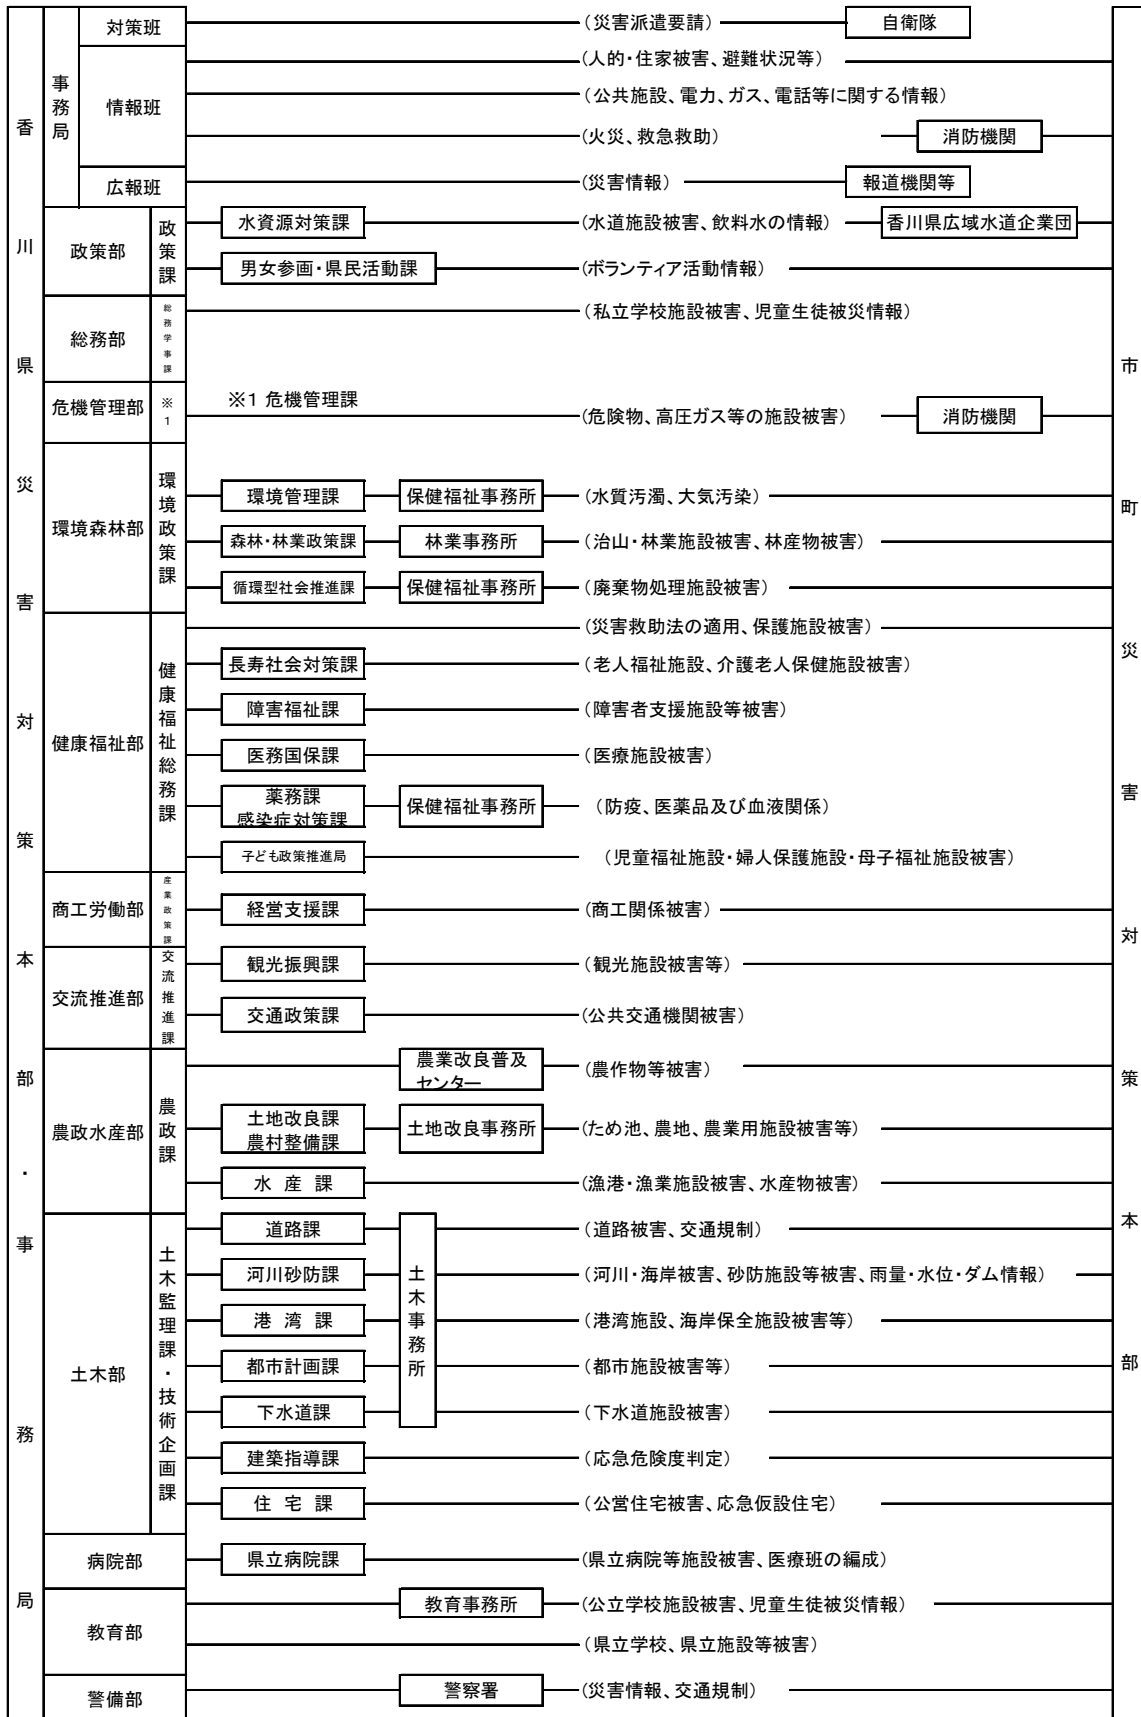 香川県災害対策本部・事務局
事務局
対策班
(災害派遣要請)
自衛隊
情報班
(人的・住家被害、避難状況等)
(公共施設、電力、ガス、電話等に関する情報)
(火災、救急救助)
消防機関
広報班
(災害情報)
報道機関等
政策部
政策課
水資源対策課
(水道施設被害、飲料水の情報)
香川県広域水道企業団
男女参画・県民活動課
(ボランティア活動情報)
総務部
総務学事課
(私立学校施設被害、児童生徒被災情報)
危機管理部
※1
※1 危機管理課
(危険物、高圧ガス等の施設被害)
消防機関
環境森林部
環境政策課
環境管理課
保健福祉事務所
(水質汚濁、大気汚染)
森林・林業政策課
林業事務所
(治山・林業施設被害、林産物被害)
循環型社会推進課
保健福祉事務所
(廃棄物処理施設被害)
健康福祉部
健康福祉総務課
(災害救助法の適用、保護施設被害)
長寿社会対策課
(老人福祉施設、介護老人保健施設被害)
障害福祉課
(障害者支援施設等被害)
医務国保課
(医療施設被害)
薬務課
感染症対策課
保健福祉事務所
(防疫、医薬品及び血液関係)
子ども政策推進局
(児童福祉施設・婦人保護施設・母子福祉施設被害)
商工労働部
産業政策課
経営支援課
(商工関係被害)
交流推進部
交流推進課
観光振興課
(観光施設被害等)
交通政策課
(公共交通機関被害)
農政水産部
農政課
農業改良普及
センター
(農作物等被害)
土地改良課
農村整備課
土地改良事務所
(ため池、農地、農業用施設被害等)
水 産 課
(漁港・漁業施設被害、水産物被害)
土木部
土木監理課・技術企画課
道路課
土木事務所
(道路被害、交通規制)
河川砂防課
(河川・海岸被害、砂防施設等被害、雨量・水位・ダム情報)
港 湾 課
(港湾施設、海岸保全施設被害等)
都市計画課
(都市施設被害等)
下水道課
(下水道施設被害)
建築指導課
(応急危険度判定)
住 宅 課
(公営住宅被害、応急仮設住宅)
病院部
県立病院課
(県立病院等施設被害、医療班の編成)
教育部
教育事務所
(公立学校施設被害、児童生徒被災情報)
(県立学校、県立施設等被害)
警備部
警察署
(災害情報、交通規制)
市町災害対策本部